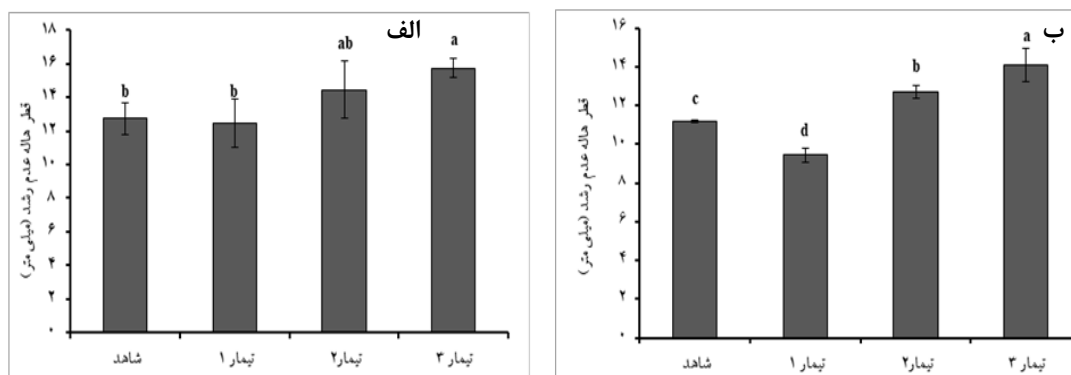 الف
قطر هاله عدم رشد (میلی متر)
۱۸
۱۶
۱۴
۱۲
۱۰
۸
۶
۴
۲
۰
b
b
ab
a
شاهد
تیمار ۱
تیمار۲
تیمار ۳
ب
قطر هاله عدم رشد (میلی متر)
۱۶
۱۴
۱۲
۱۰
۸
۶
۴
۲
۰
c
d
b
a
شاهد
تیمار ۱
تیمار۲
تیمار ۳